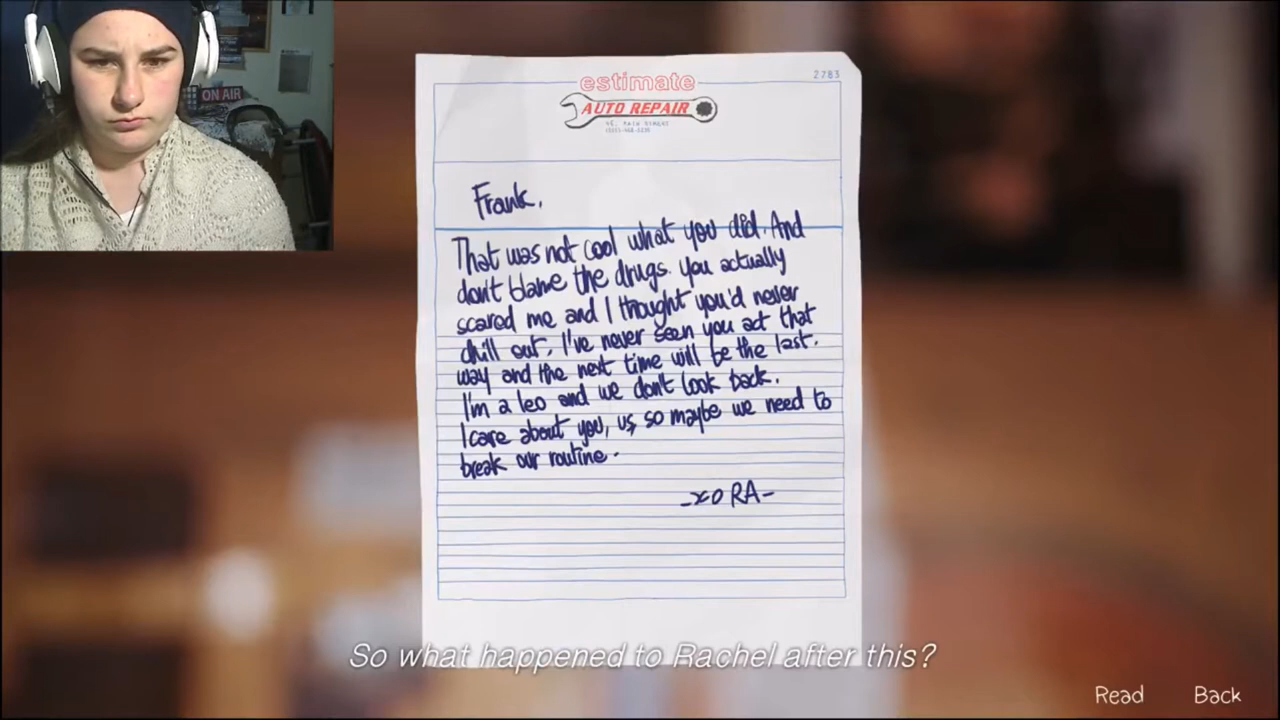 ON AIR
2783
estimate
AUTO REPAIR
Frank,
That was not cool what you did. And
don't blame the drugs. You actually
scared me and I thought you'd never
chill out. I've never seen you act that
way and the next time will be the last.
I'm a leo and we don't look back.
I care about you, us, so maybe we need to
break our routine.
-xo RA-
So what happened to Rachel after this?
Read Back